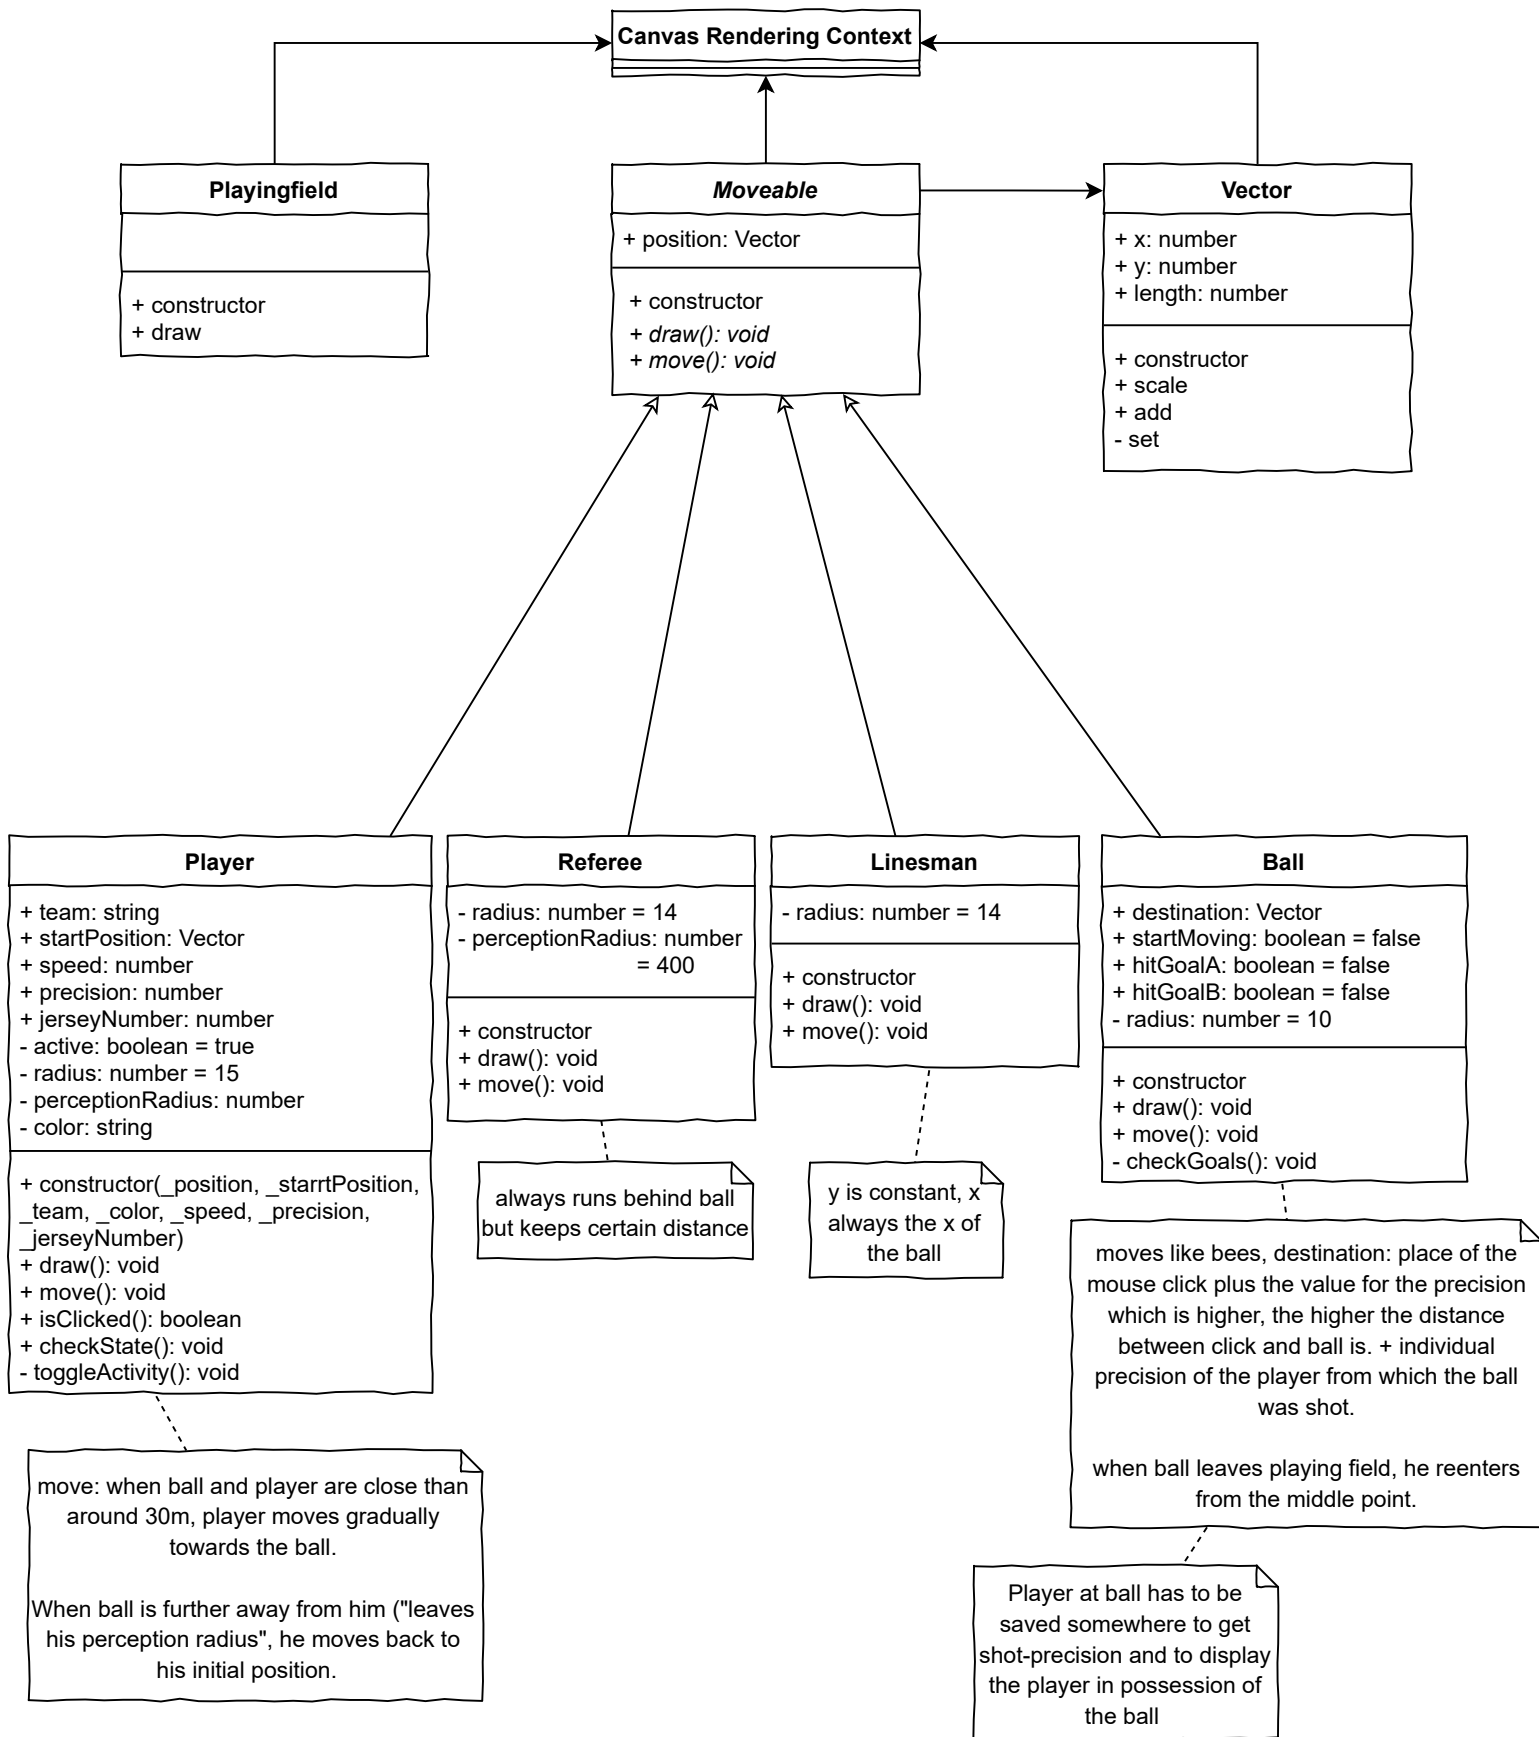 Canvas Rendering Context
Playingfield
+ constructor
+ draw
Moveable
+ position: Vector
+ constructor
+ draw(): void
+ move(): void
Vector
+ x: number
+ y: number
+ length: number
+ constructor
+ scale
+ add
- set
Player
+ team: string
+ startPosition: Vector
+ speed: number
+ precision: number
+ jerseyNumber: number
- active: boolean = true
- radius: number = 15
- perceptionRadius: number
- color: string
+ constructor(_position, _starrtPosition,
_team, _color, _speed, _precision,
_jerseyNumber)
+ draw(): void
+ move(): void
+ isClicked(): boolean
+ checkState(): void
- toggleActivity(): void
move: when ball and player are close than
around 30m, player moves gradually
towards the ball.
When ball is further away from him ("leaves
his perception radius", he moves back to
his initial position.
Referee
- radius: number = 14
- perceptionRadius: number
= 400
+ constructor
+ draw(): void
+ move(): void
always runs behind ball
but keeps certain distance
Linesman
- radius: number = 14
+ constructor
+ draw(): void
+ move(): void
y is constant, x
always the x of
the ball
Ball
+ destination: Vector
+ startMoving: boolean = false
+ hitGoalA: boolean = false
+ hitGoalB: boolean = false
- radius: number = 10
+ constructor
+ draw(): void
+ move(): void
- checkGoals(): void
moves like bees, destination: place of the
mouse click plus the value for the precision
which is higher, the higher the distance
between click and ball is. + individual
precision of the player from which the ball
was shot.
when ball leaves playing field, he reenters
from the middle point.
Player at ball has to be
saved somewhere to get
shot-precision and to display
the player in possession of
the ball